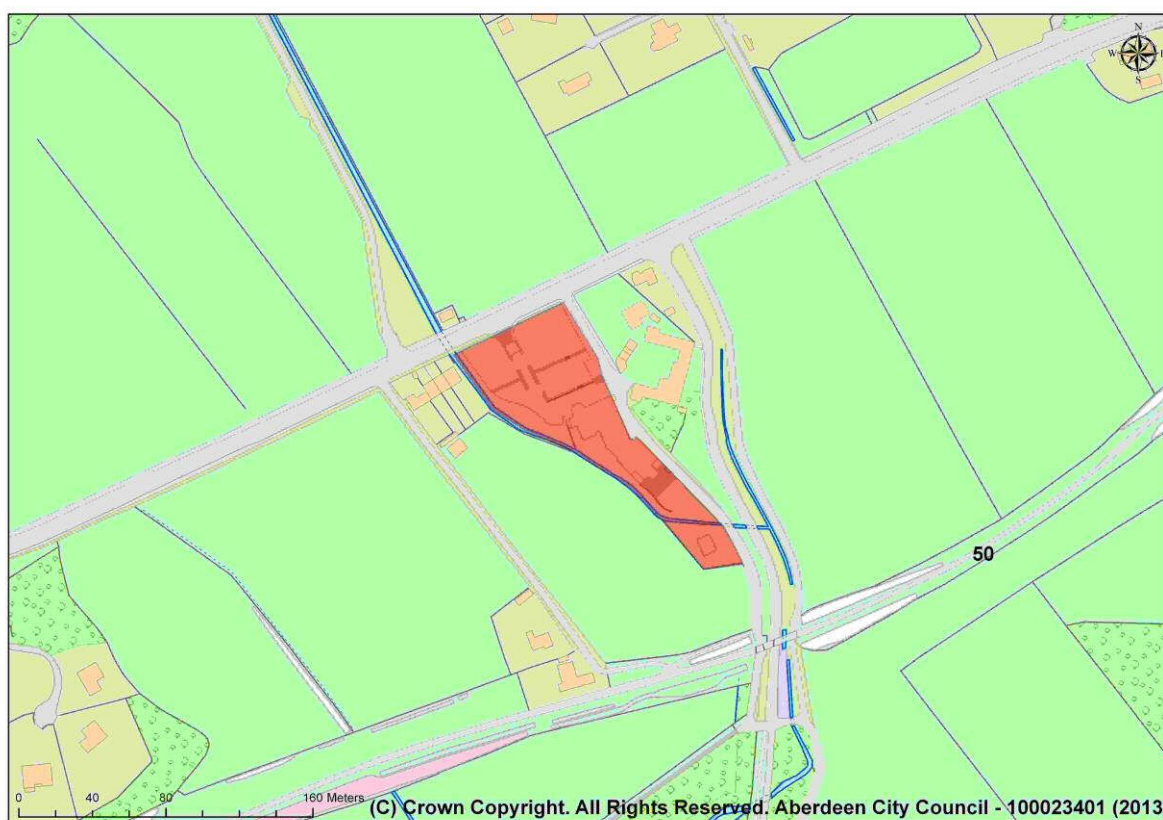 N
W
S
50
0 40 80 160 Meters
(C) Crown Copyright. All Rights Reserved. Aberdeen City Council - 100023401 (2013